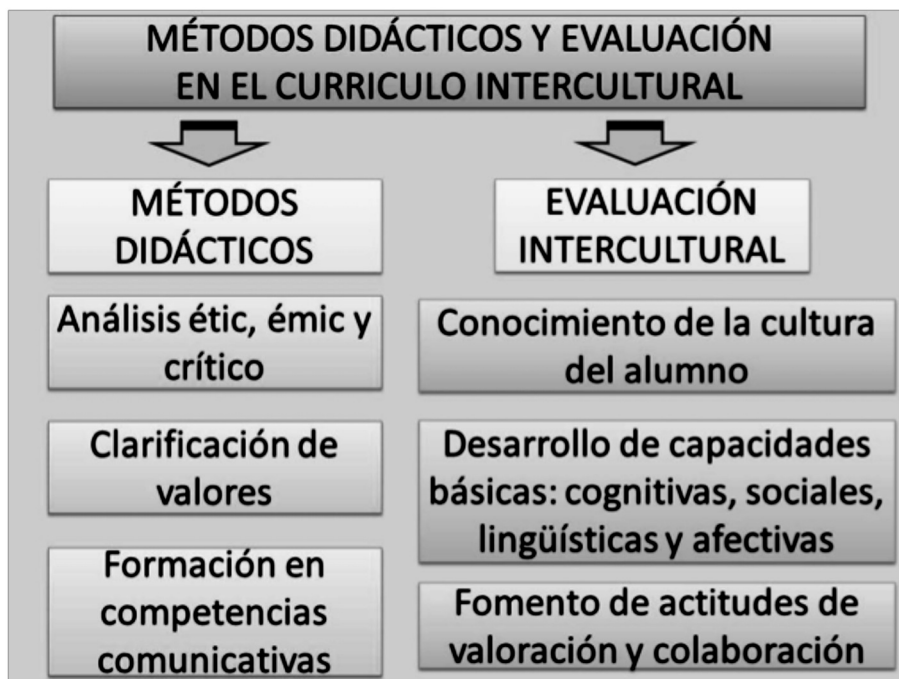 MÉTODOS DIDÁCTICOS Y EVALUACIÓN
EN EL CURRICULO INTERCULTURAL
MÉTODOS
DIDÁCTICOS
Análisis étic, émic y
crítico
Clarificación de
valores
Formación en
competencias
comunicativas
EVALUACIÓN
INTERCULTURAL
Conocimiento de la cultura
del alumno
Desarrollo de capacidades
básicas: cognitivas, sociales,
lingüísticas y afectivas
Fomento de actitudes de
valoración y colaboración